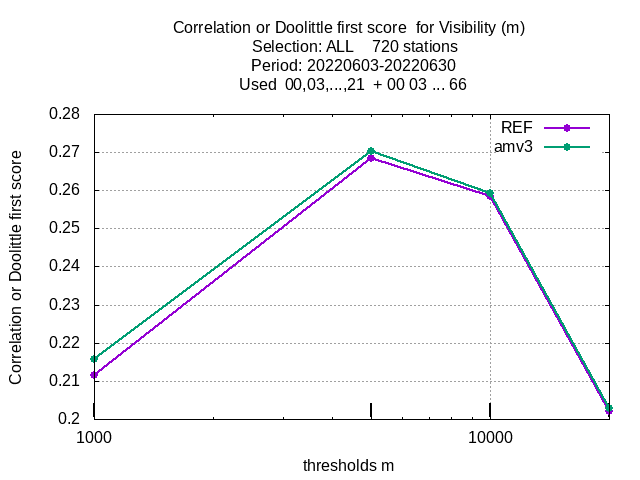 Correlation or Doolittle first score  for Visibility (m)
Selection: ALL    720 stations
Period: 20220603-20220630
Used  00,03,...,21  + 00 03 ... 66
Correlation or Doolittle first score
0.28
0.27
0.26
0.25
0.24
0.23
0.22
0.21
0.2
REF
amv3
1000
10000
thresholds m